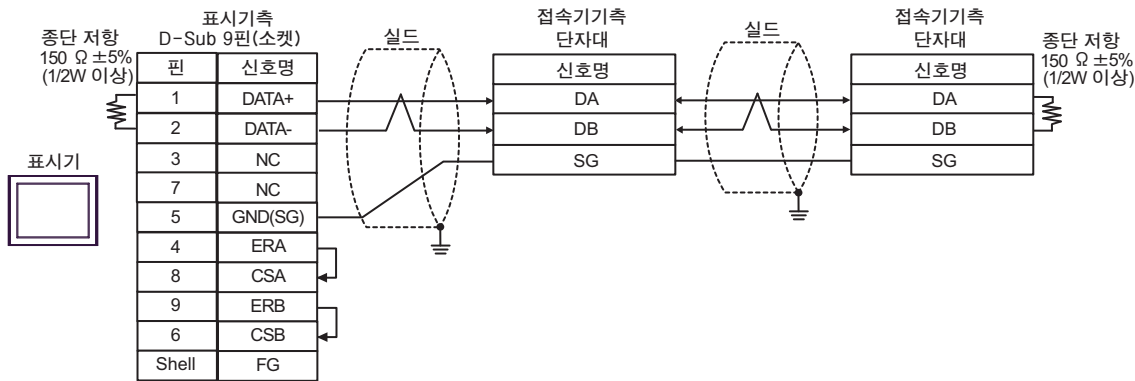 표시기측
D-Sub 9핀(소켓)
종단 저항
150 Ω ±5%
(1/2W 이상)
핀 신호명
1 DATA+
2 DATA-
3 NC
7 NC
5 GND(SG)
4 ERA
8 CSA
9 ERB
6 CSB
Shell FG
표시기
실드
접속기기측
단자대
신호명
DA
DB
SG
실드
접속기기측
단자대
신호명
DA
DB
SG
종단 저항
150 Ω ±5%
(1/2W 이상)